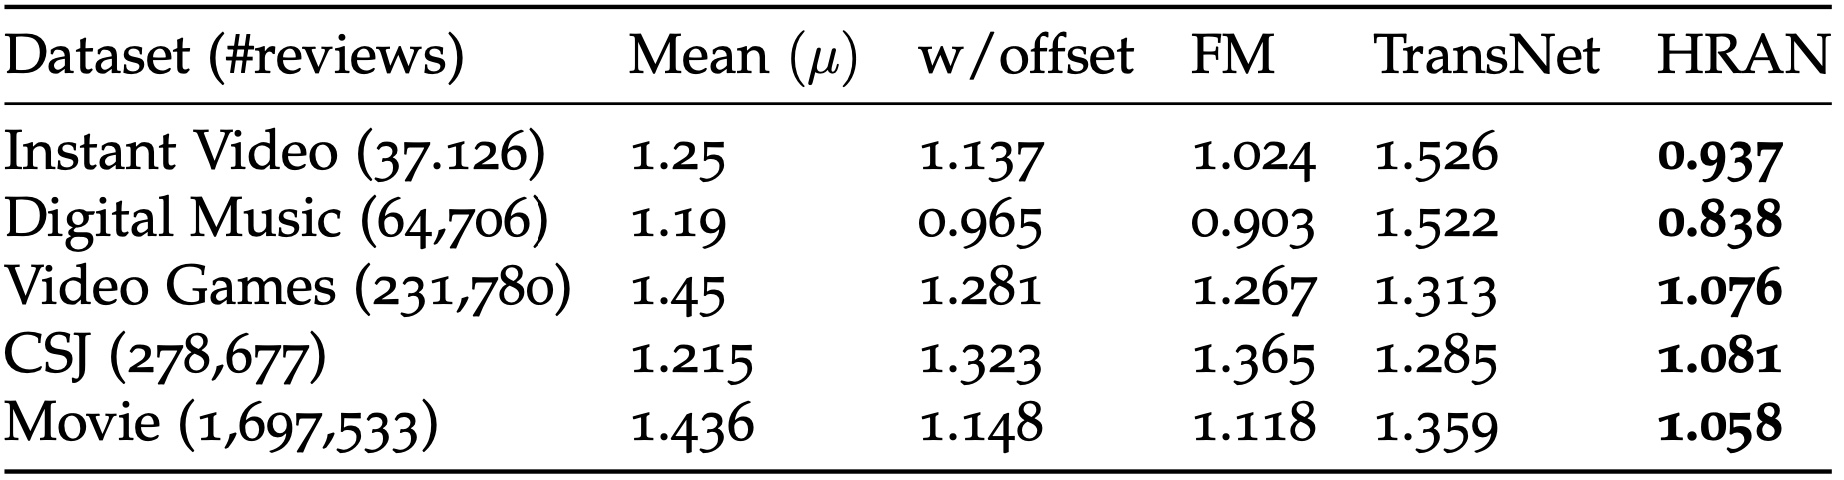 Dataset (#reviews) Mean (μ) w/offset FM TransNet HRAN
Instant Video (37.126) 1.25 1.137 1.024 1.526 0.937
Digital Music (64,706) 1.19 0.965 0.903 1.522 0.838
Video Games (231,780) 1.45 1.281 1.267 1.313 1.076
CSJ (278,677) 1.215 1.323 1.365 1.285 1.081
Movie (1,697,533) 1.436 1.148 1.118 1.359 1.058